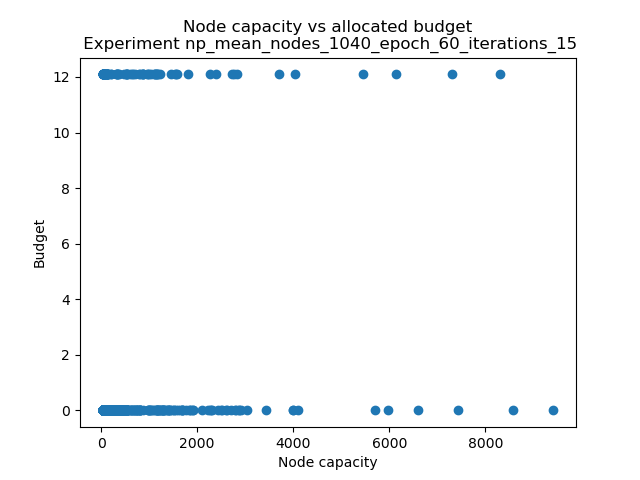 Node capacity vs allocated budget
Experiment np_mean_nodes_1040_epoch_60_iterations_15
12
10
8
6
4
2
0
Budget
0 2000 4000 6000 8000
Node capacity